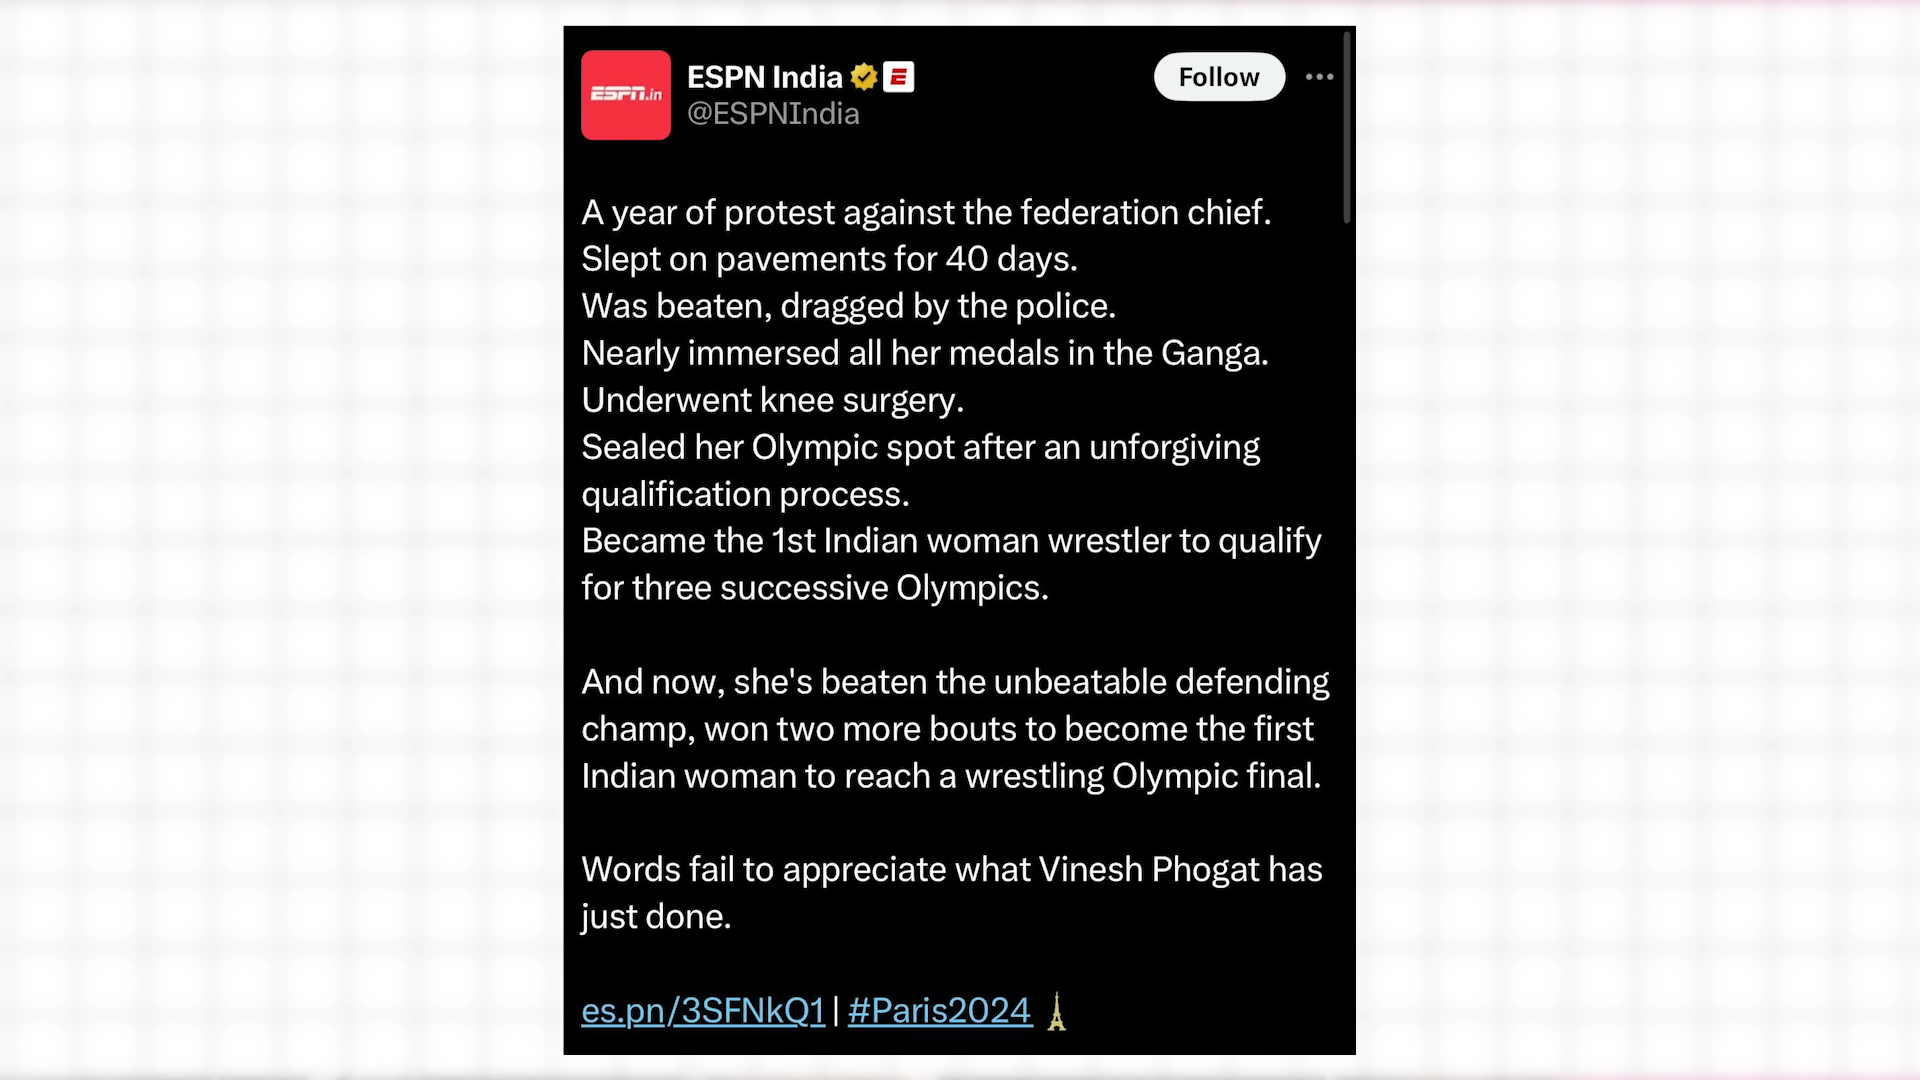 ESPN.in
ESPN India E
Follow
@ESPNIndia
A year of protest against the federation chief.
Slept on pavements for 40 days.
Was beaten, dragged by the police.
Nearly immersed all her medals in the Ganga.
Underwent knee surgery.
Sealed her Olympic spot after an unforgiving
qualification process.
Became the 1st Indian woman wrestler to qualify
for three successive Olympics.
And now, she's beaten the unbeatable defending
champ, won two more bouts to become the first
Indian woman to reach a wrestling Olympic final.
Words fail to appreciate what Vinesh Phogat has
just done.
es.pn/3SFNkQ1 | #Paris2024